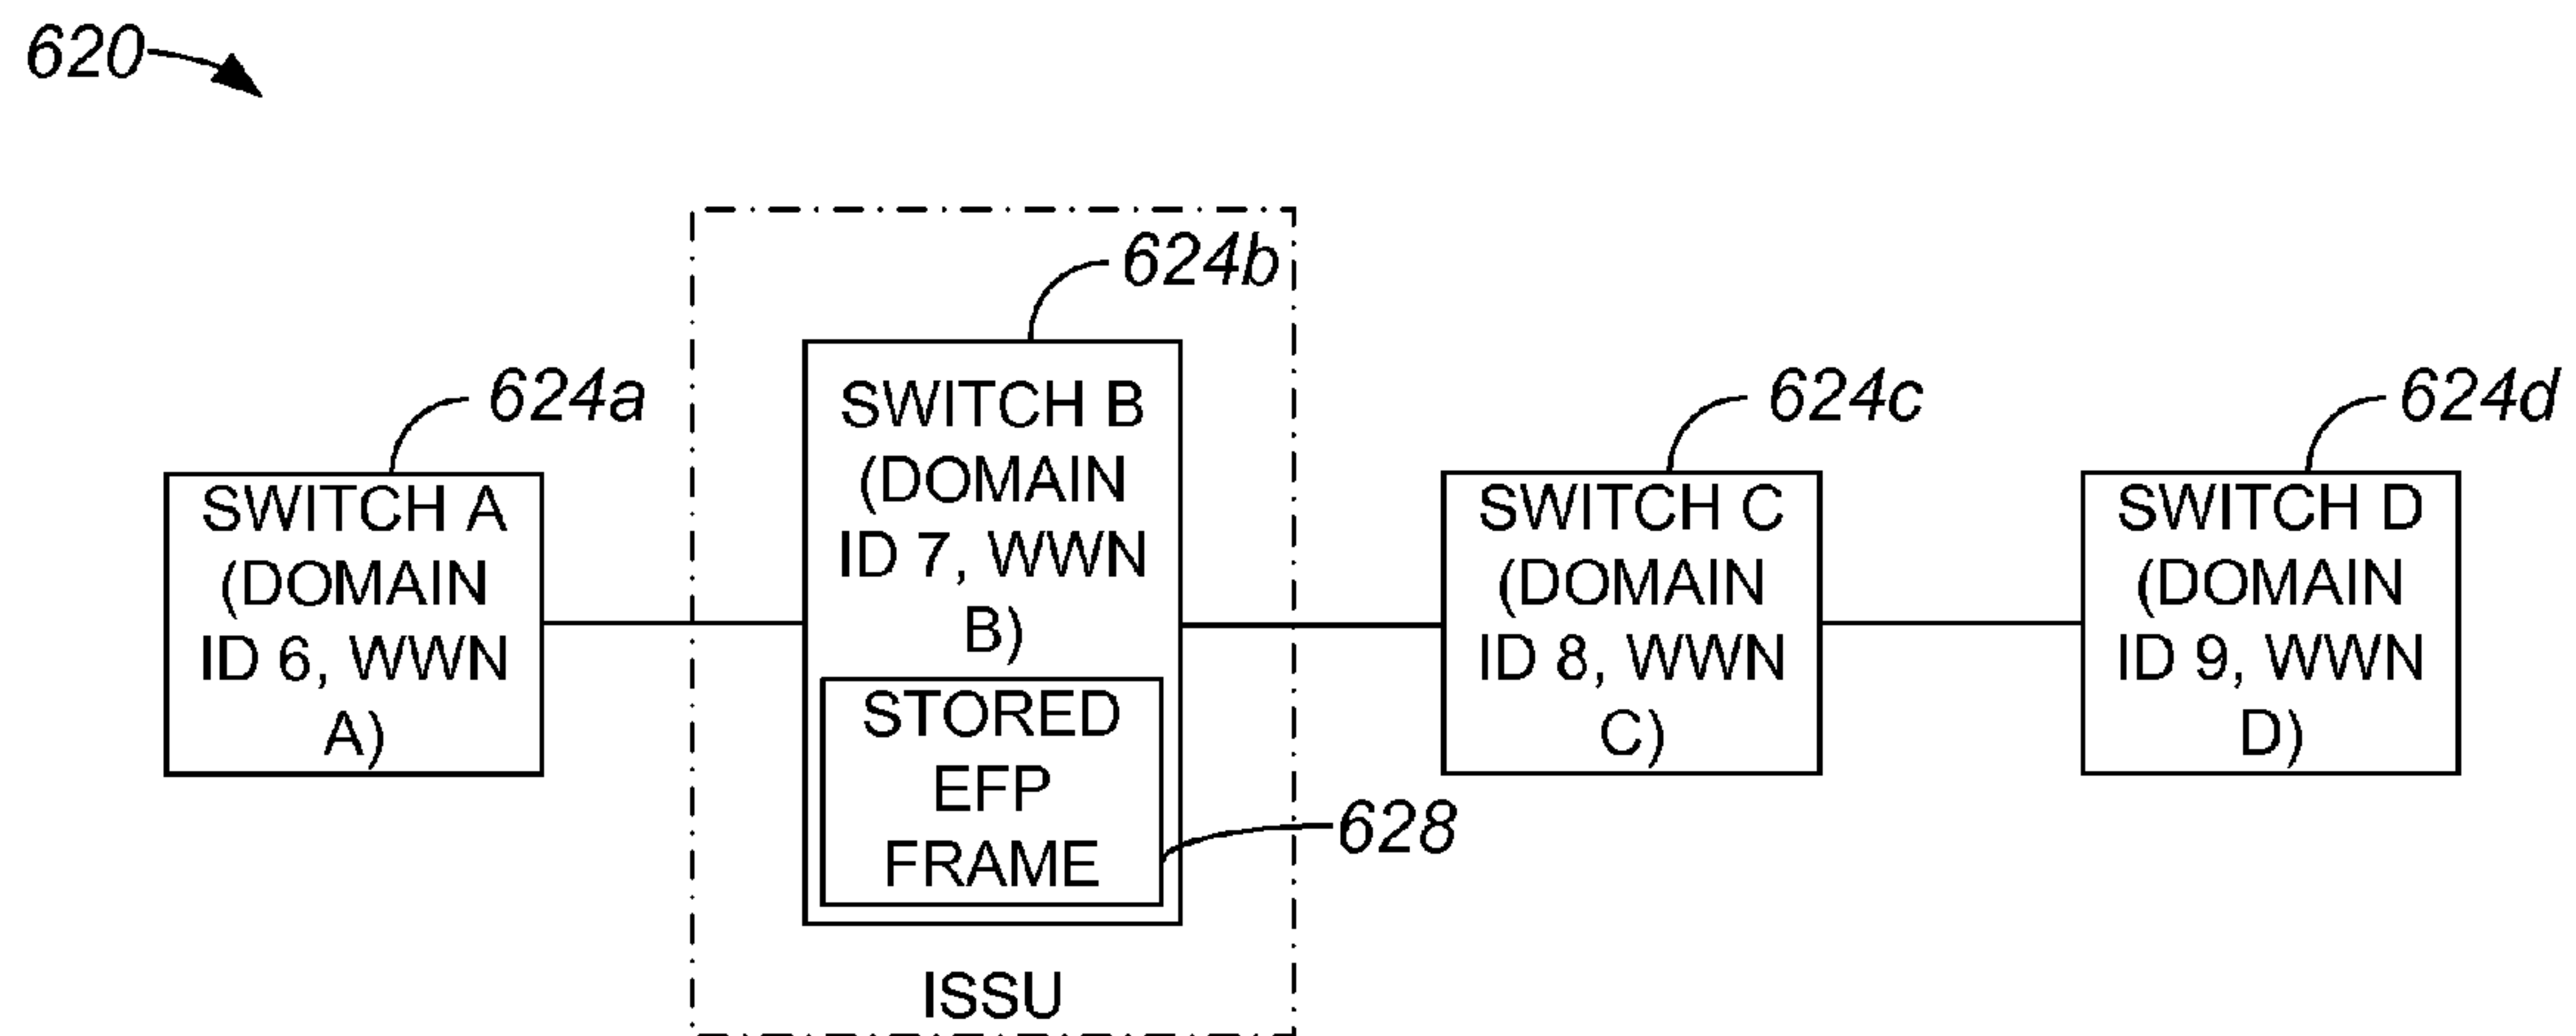 620
624a
SWITCH A
(DOMAIN
ID 6, WWN
A)
624b
SWITCH B
(DOMAIN
ID 7, WWN
B)
STORED
EFP
FRAME
628
ISSU
624c
SWITCH C
(DOMAIN
ID 8, WWN
C)
624d
SWITCH D
(DOMAIN
ID 9, WWN
D)